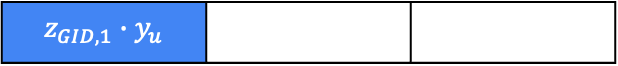 z_{GID,1} · y_u